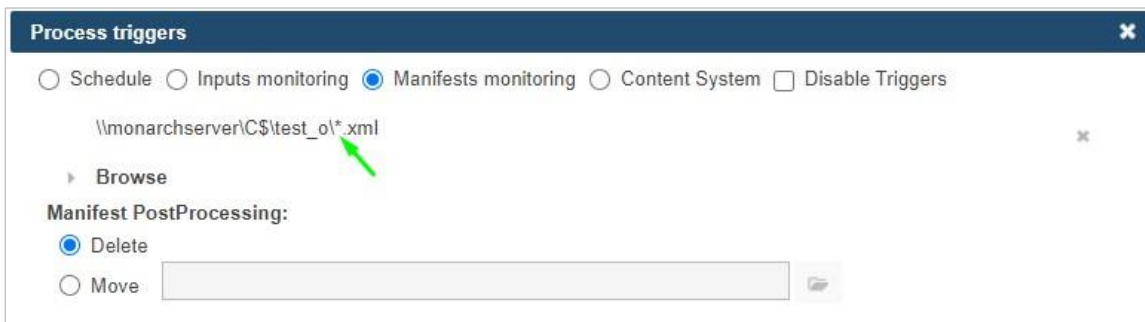 Process triggers
Schedule Inputs monitoring Manifests monitoring Content System Disable Triggers
\\monarchserver\C$\test_o\*.xml
Browse
Manifest PostProcessing:
Delete
Move